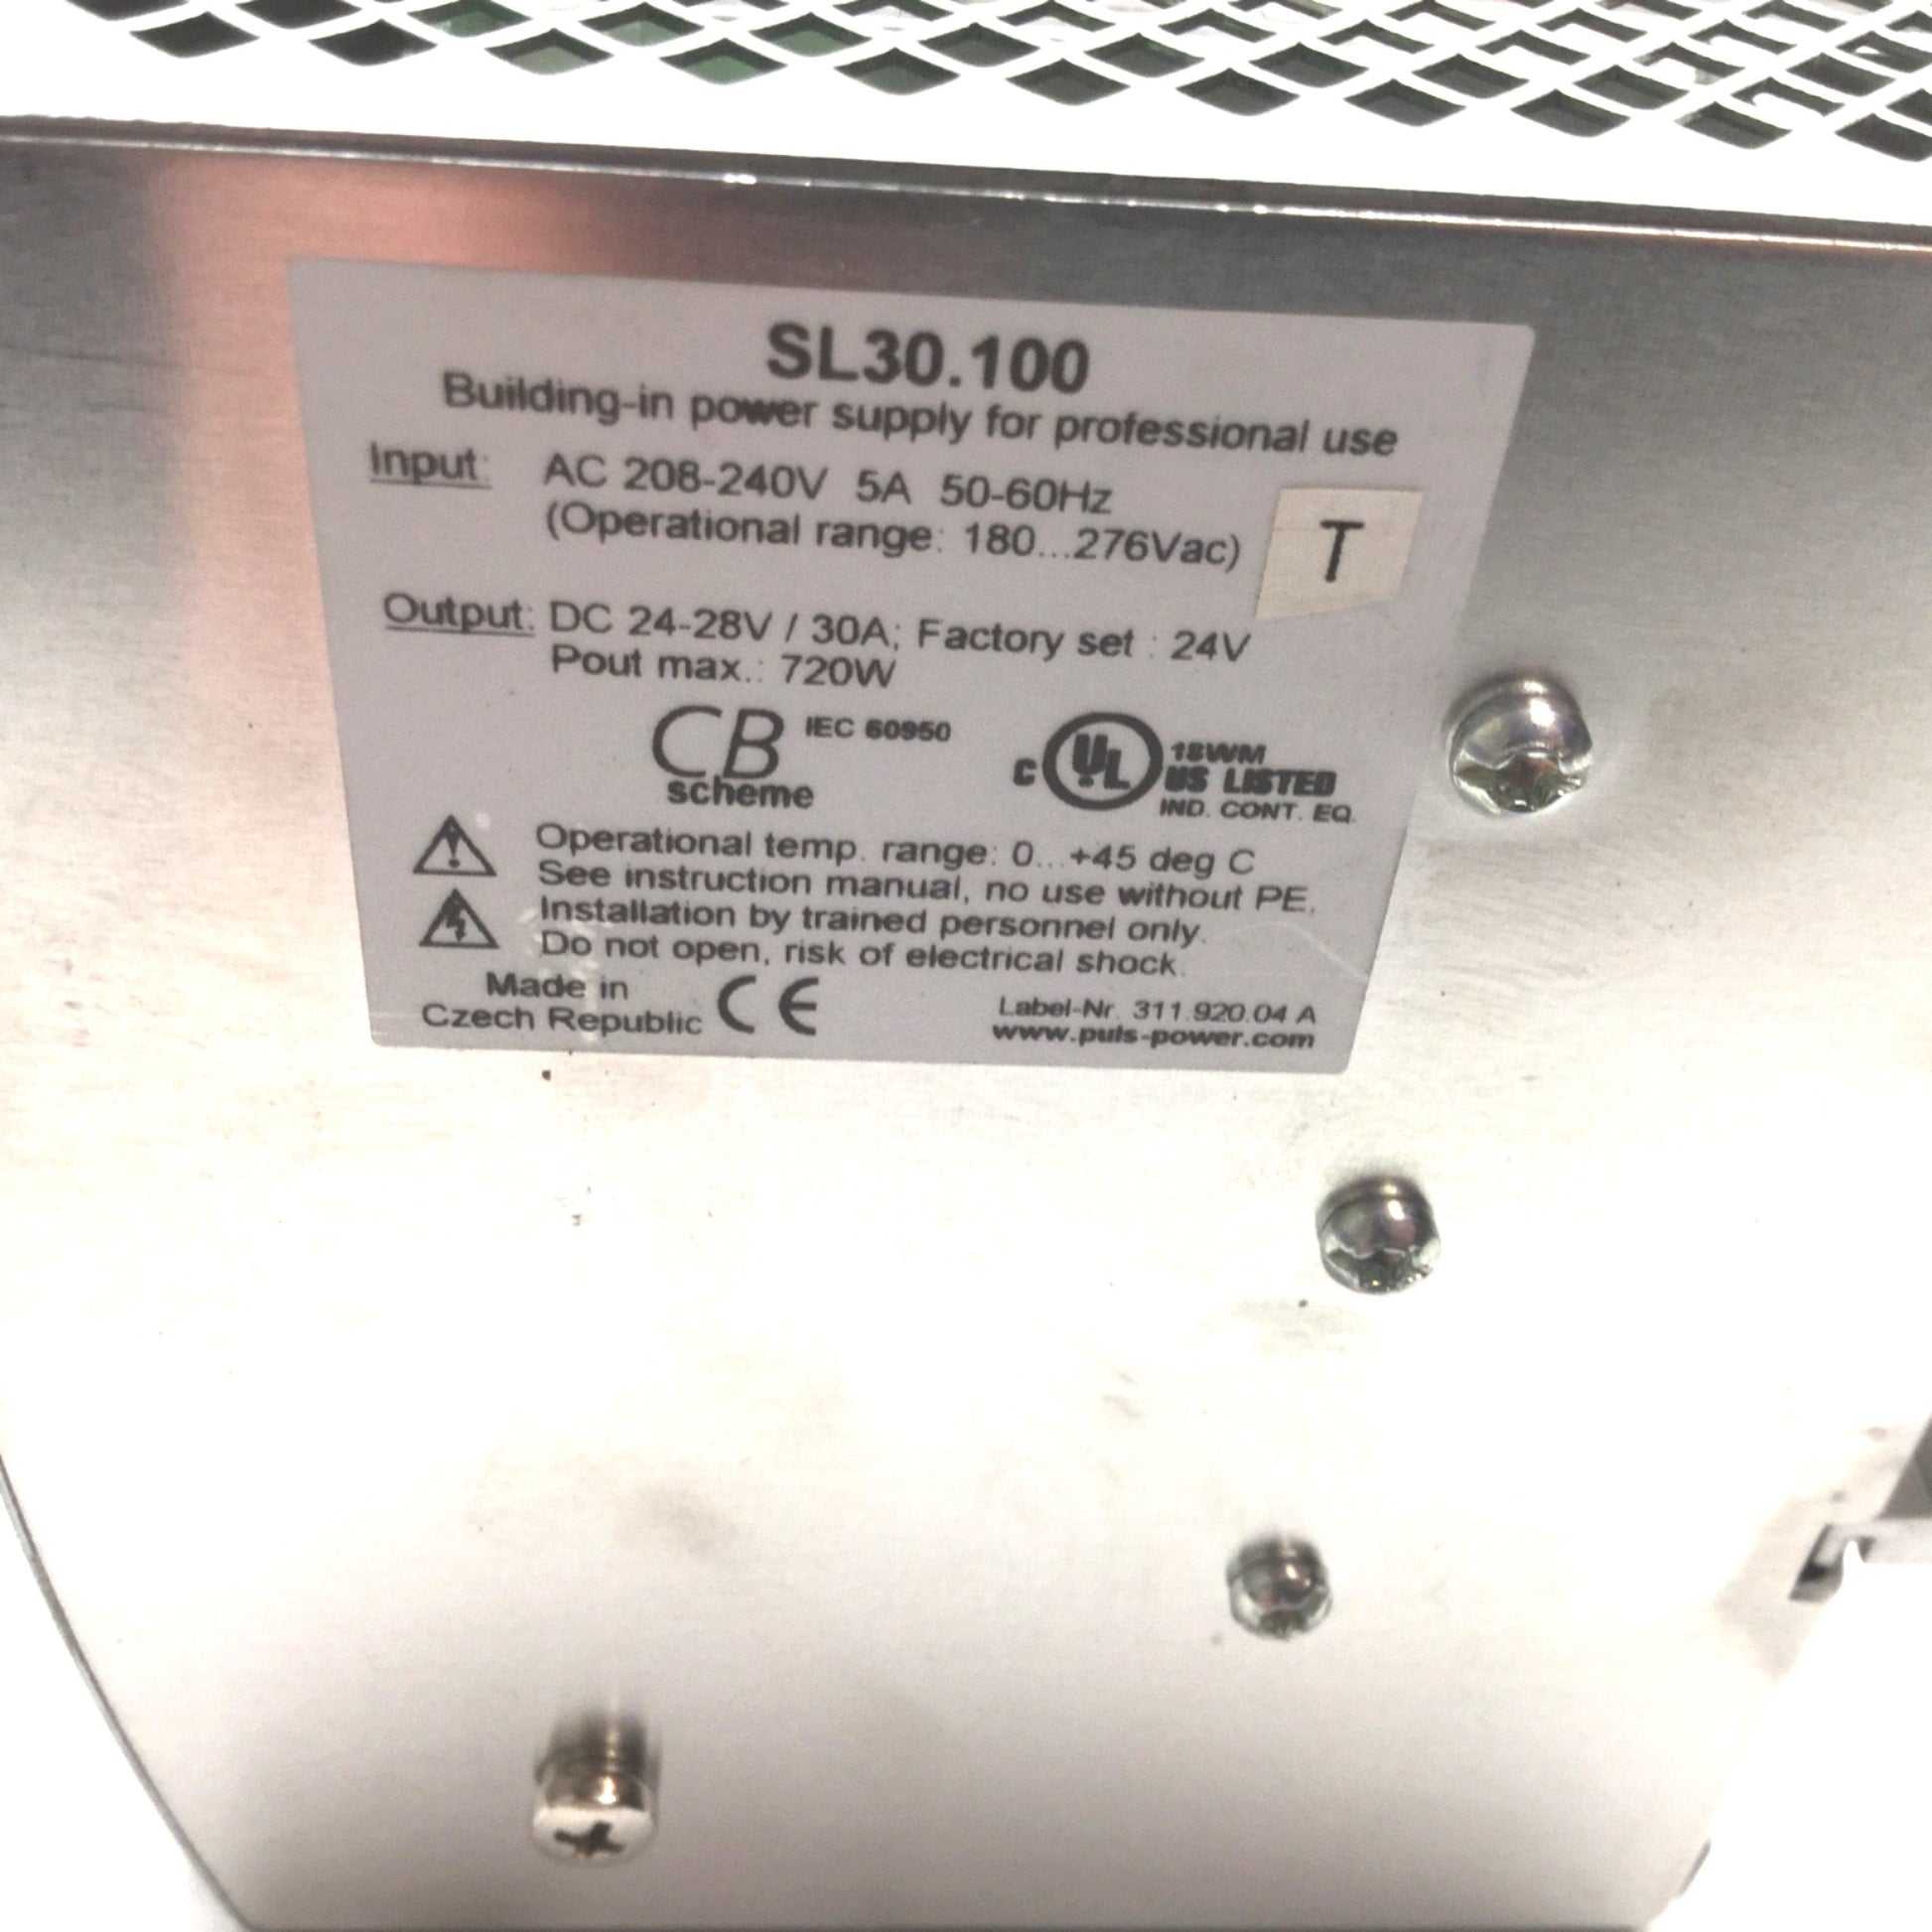 SL30.100
Building-in power supply for professional use
Input: AC 208-240V 5A 50-60Hz
(Operational range: 180...276Vac)
T
Output: DC 24-28V / 30A; Factory set : 24V
Pout max.: 720W
CB IEC 60950
scheme
c UL 18WM
US LISTED
IND. CONT. EQ.
Operational temp. range: 0...+45 deg C
See instruction manual, no use without PE.
Installation by trained personnel only.
Do not open, risk of electrical shock.
Made in
Czech Republic CE
Label-Nr. 311.920.04 A
www.puls-power.com